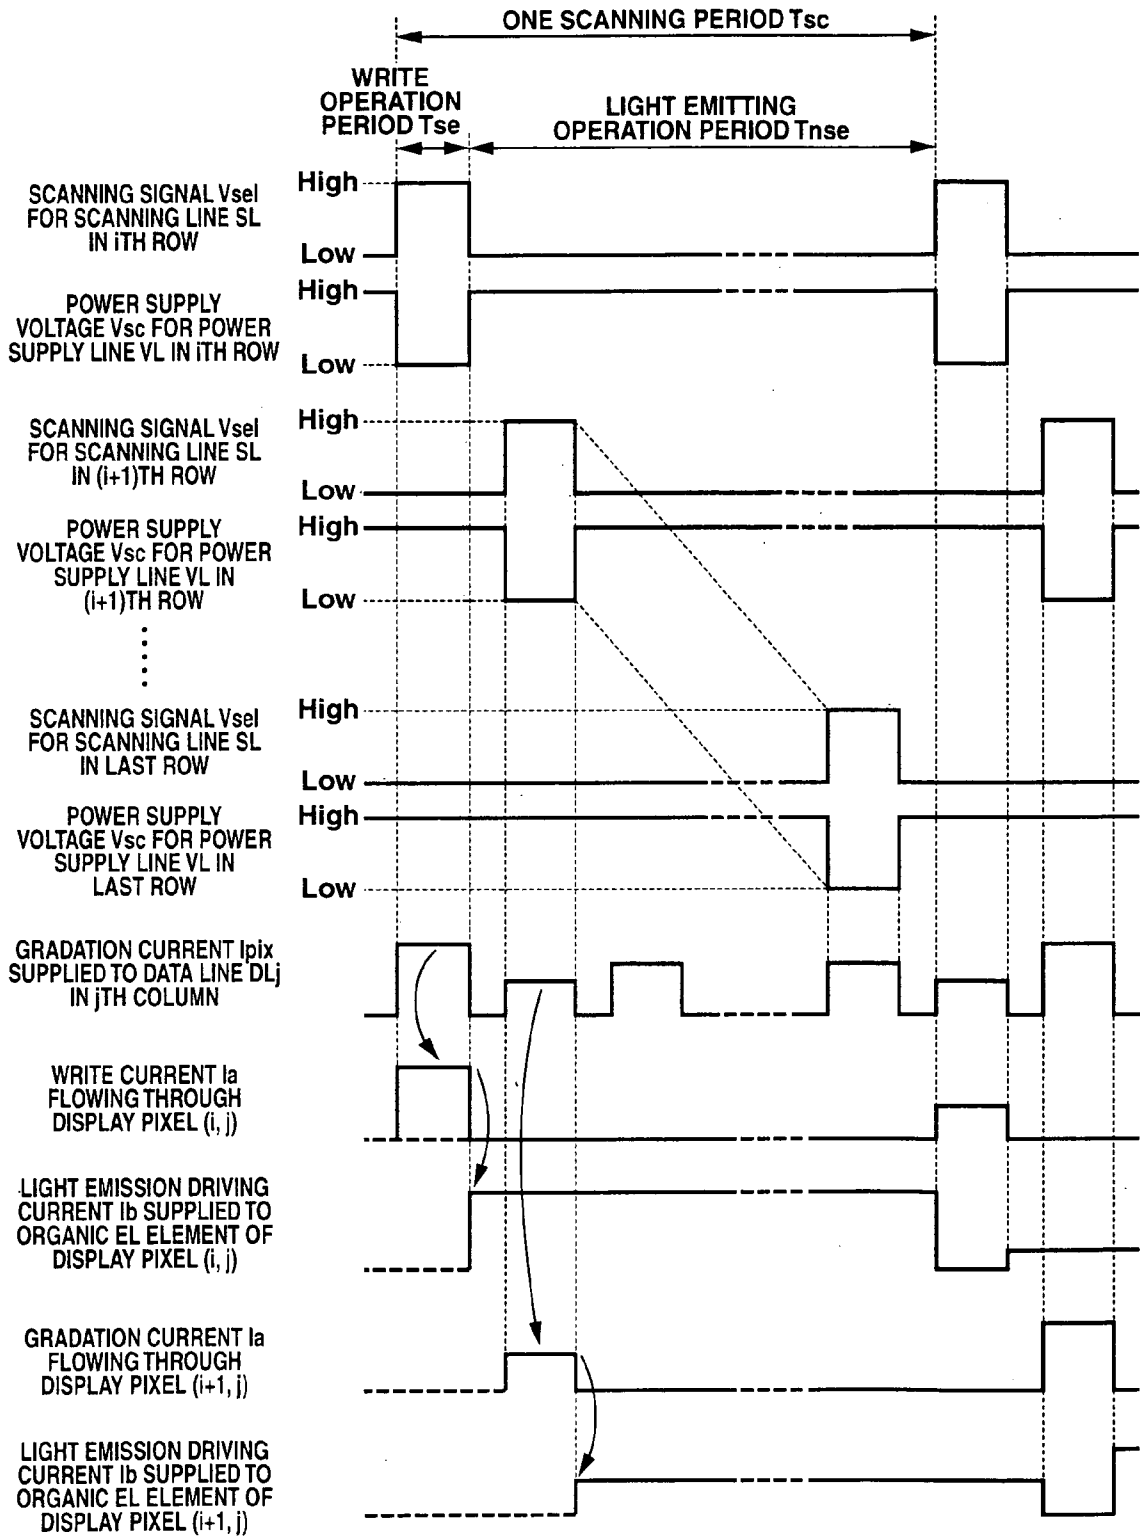 ONE SCANNING PERIOD Tsc
WRITE
OPERATION
PERIOD Tse
LIGHT EMITTING
OPERATION PERIOD Tnse
SCANNING SIGNAL Vsel
FOR SCANNING LINE SL
IN iTH ROW
High
Low
POWER SUPPLY
VOLTAGE Vsc FOR POWER
SUPPLY LINE VL IN iTH ROW
High
Low
SCANNING SIGNAL Vsel
FOR SCANNING LINE SL
IN (i+1)TH ROW
High
Low
POWER SUPPLY
VOLTAGE Vsc FOR POWER
SUPPLY LINE VL IN
(i+1)TH ROW
High
Low
SCANNING SIGNAL Vsel
FOR SCANNING LINE SL
IN LAST ROW
High
Low
POWER SUPPLY
VOLTAGE Vsc FOR POWER
SUPPLY LINE VL IN
LAST ROW
High
Low
GRADATION CURRENT Ipix
SUPPLIED TO DATA LINE DLj
IN jTH COLUMN
WRITE CURRENT Ia
FLOWING THROUGH
DISPLAY PIXEL (i, j)
LIGHT EMISSION DRIVING
CURRENT Ib SUPPLIED TO
ORGANIC EL ELEMENT OF
DISPLAY PIXEL (i, j)
GRADATION CURRENT Ia
FLOWING THROUGH
DISPLAY PIXEL (i+1, j)
LIGHT EMISSION DRIVING
CURRENT Ib SUPPLIED TO
ORGANIC EL ELEMENT OF
DISPLAY PIXEL (i+1, j)